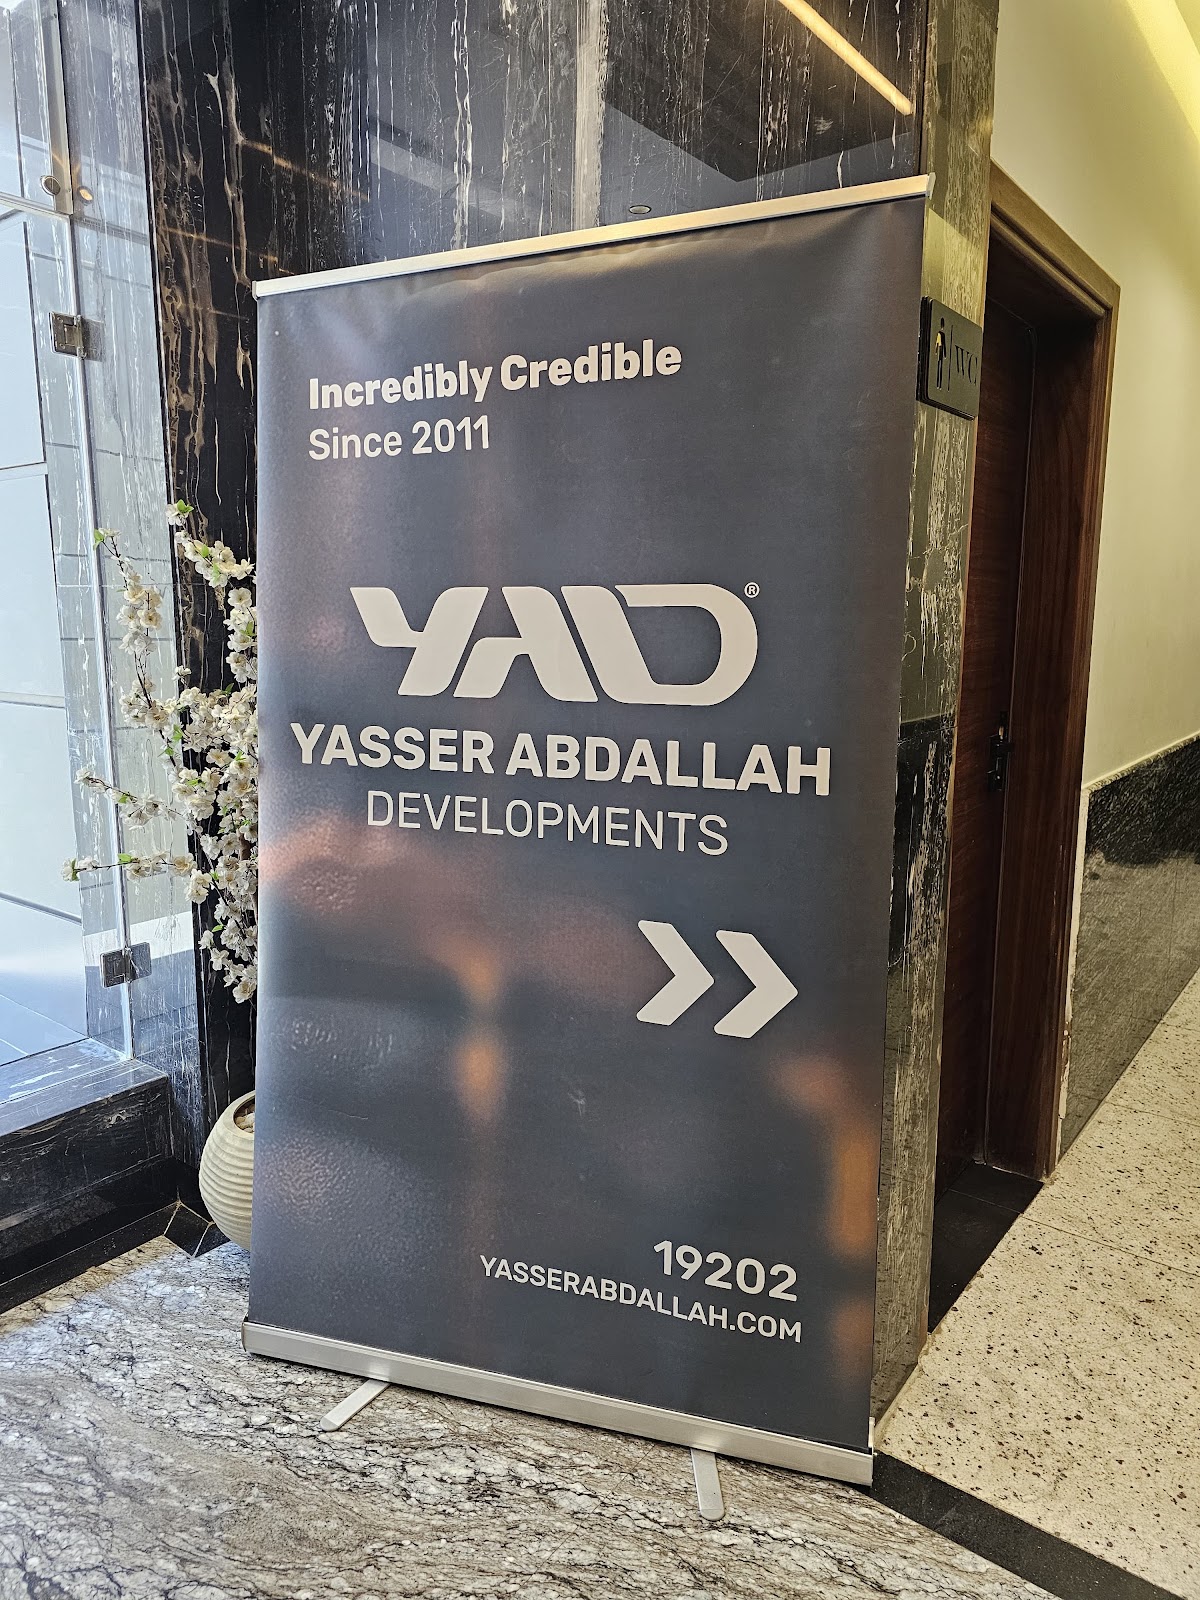 Incredibly Credible
Since 2011
YAD®
YASSER ABDALLAH
DEVELOPMENTS
19202
YASSERABDALLAH.COM
WC